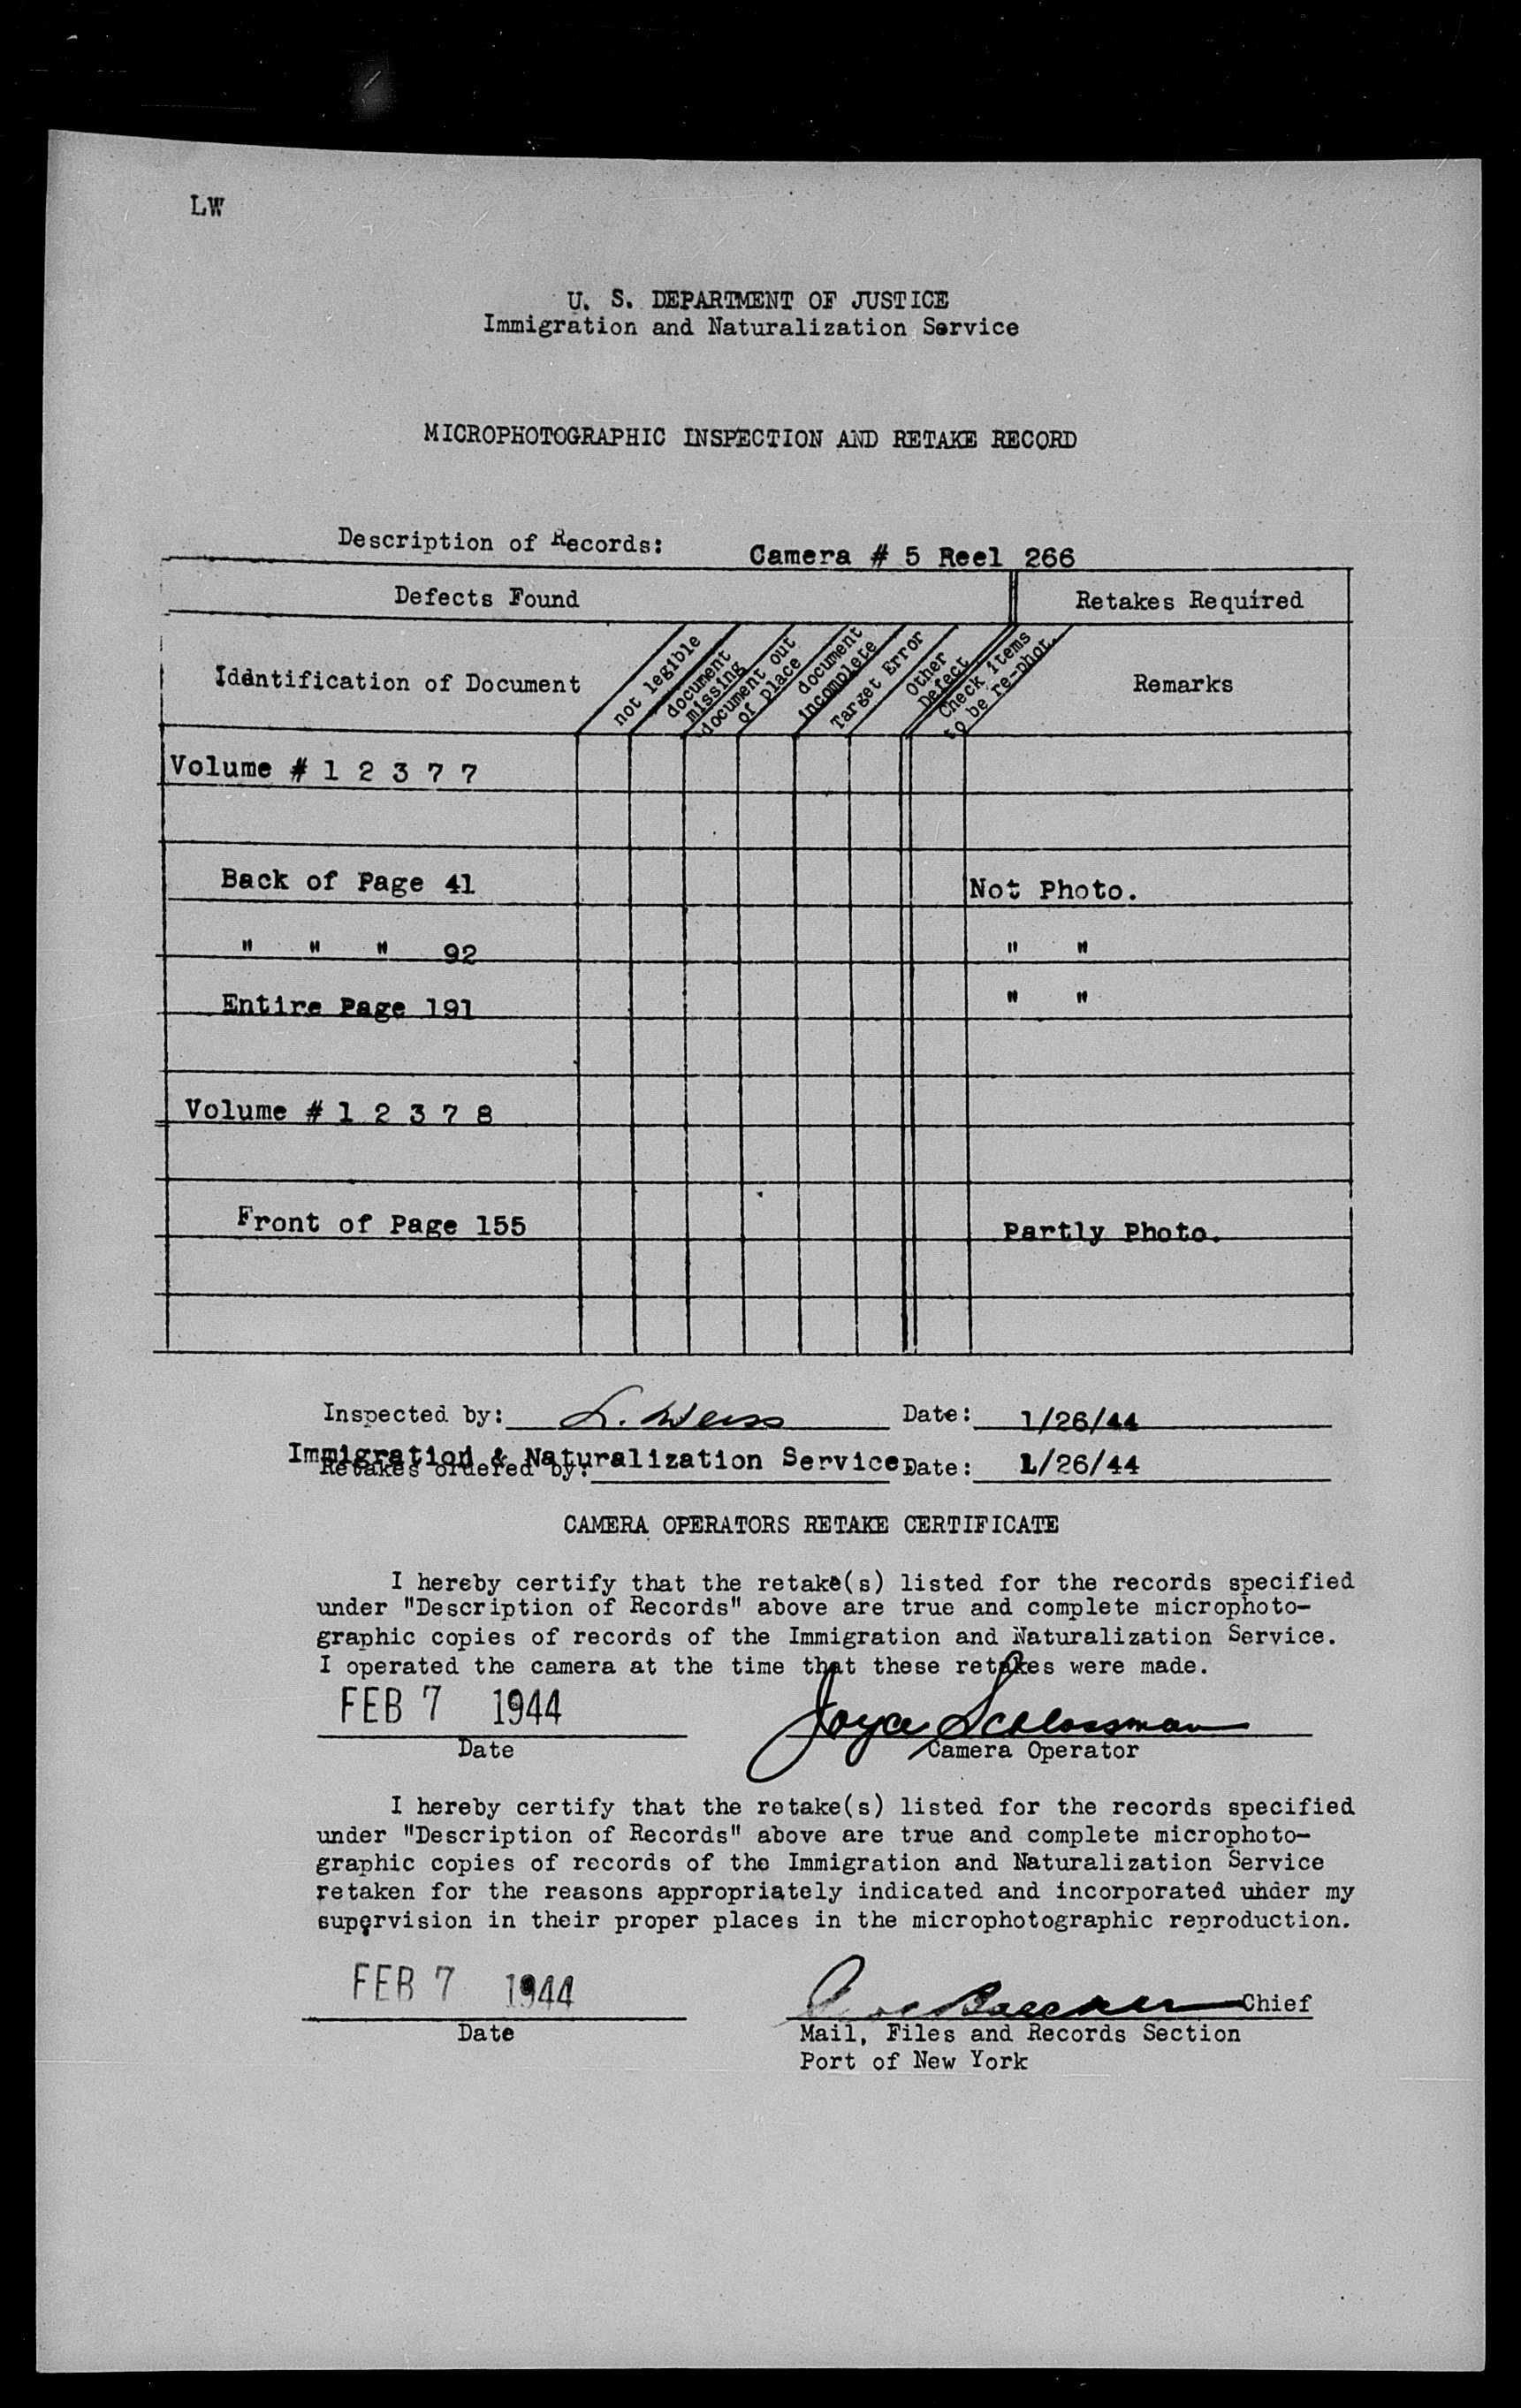 LW
U. S. DEPARTMENT OF JUSTICE
Immigration and Naturalization Service
MICROPHOTOGRAPHIC INSPECTION AND RETAKE RECORD
Description of Records: Camera # 5 Reel 266
Defects Found Retakes Required
Identification of Document
not legible
document missing
document out of place
document incomplete
Target Error
Other Defect
Check items to be re-phot.
Remarks
Volume # 1 2 3 7 7
Back of Page 41 Not Photo.
" " " 92 " "
Entire Page 191 " "
Volume # 1 2 3 7 8
Front of Page 155 Partly Photo.
Inspected by: L. Weiss Date: 1/26/44
Immigration & Naturalization Service
Retakes ordered by: Date: 1/26/44
CAMERA OPERATORS RETAKE CERTIFICATE
I hereby certify that the retake(s) listed for the records specified
under "Description of Records" above are true and complete microphoto-
graphic copies of records of the Immigration and Naturalization Service.
I operated the camera at the time that these retakes were made.
FEB 7 1944 Joyce Schlossman
Date Camera Operator
I hereby certify that the retake(s) listed for the records specified
under "Description of Records" above are true and complete microphoto-
graphic copies of records of the Immigration and Naturalization Service
retaken for the reasons appropriately indicated and incorporated under my
supervision in their proper places in the microphotographic reproduction.
FEB 7 1944 Chief
Date Mail, Files and Records Section
Port of New York